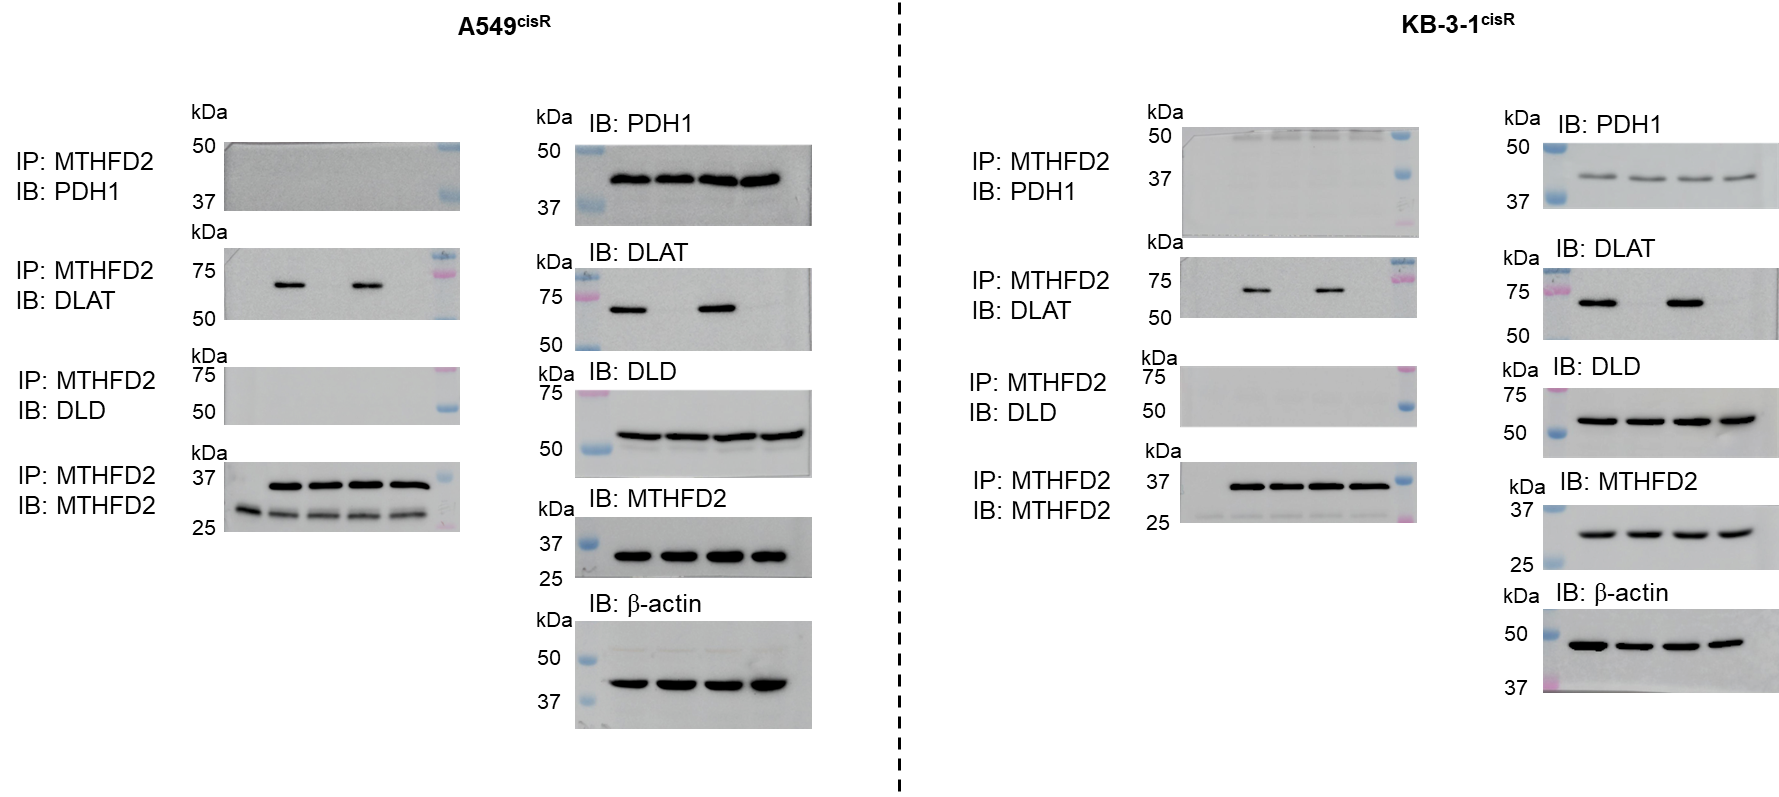 A549cisR
kDa
IP: MTHFD2
IB: PDH1
50
37
kDa
IP: MTHFD2
IB: DLAT
75
50
kDa
IP: MTHFD2
IB: DLD
75
50
kDa
IP: MTHFD2
IB: MTHFD2
37
25
kDa
IB: PDH1
50
37
IB: DLAT
kDa
75
50
IB: DLD
kDa
75
50
IB: MTHFD2
kDa
37
25
IB: β-actin
kDa
50
37
KB-3-1cisR
kDa
IP: MTHFD2
IB: PDH1
50
37
kDa
IP: MTHFD2
IB: DLAT
75
50
kDa
IP: MTHFD2
IB: DLD
75
50
kDa
IP: MTHFD2
IB: MTHFD2
37
25
kDa
IB: PDH1
50
37
IB: DLAT
kDa
75
50
IB: DLD
kDa
75
50
IB: MTHFD2
kDa
37
25
IB: β-actin
kDa
50
37